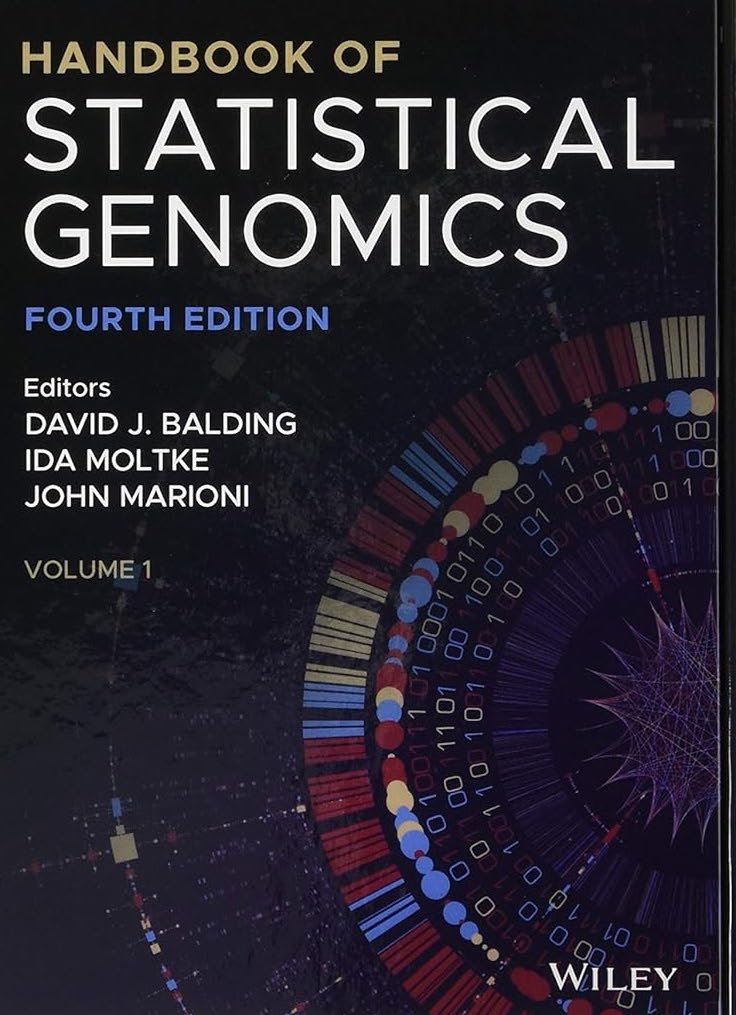 HANDBOOK OF
STATISTICAL
GENOMICS
FOURTH EDITION
Editors
DAVID J. BALDING
IDA MOLTKE
JOHN MARIONI
VOLUME 1
WILEY